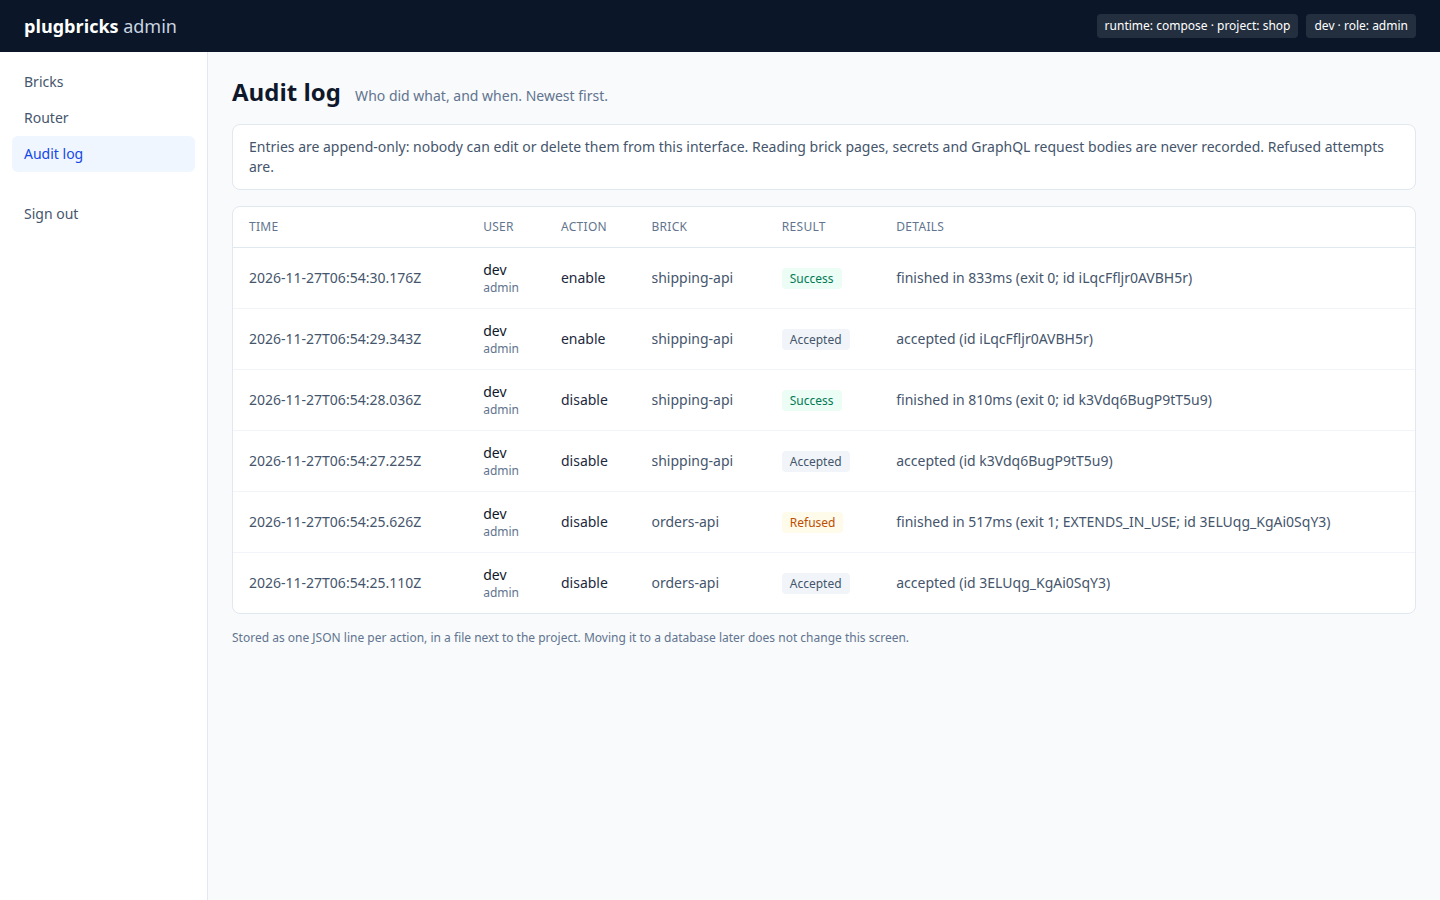 plugbricks admin
runtime: compose · project: shop
dev · role: admin
Bricks
Router
Audit log
Sign out
Audit log
Who did what, and when. Newest first.
Entries are append-only: nobody can edit or delete them from this interface. Reading brick pages, secrets and GraphQL request bodies are never recorded. Refused attempts
are.
TIME USER ACTION BRICK RESULT DETAILS
2026-11-27T06:54:30.176Z dev admin enable shipping-api Success finished in 833ms (exit 0; id iLqcFfljr0AVBH5r)
2026-11-27T06:54:29.343Z dev admin enable shipping-api Accepted accepted (id iLqcFfljr0AVBH5r)
2026-11-27T06:54:28.036Z dev admin disable shipping-api Success finished in 810ms (exit 0; id k3Vdq6BugP9tT5u9)
2026-11-27T06:54:27.225Z dev admin disable shipping-api Accepted accepted (id k3Vdq6BugP9tT5u9)
2026-11-27T06:54:25.626Z dev admin disable orders-api Refused finished in 517ms (exit 1; EXTENDS_IN_USE; id 3ELUqg_KgAi0SqY3)
2026-11-27T06:54:25.110Z dev admin disable orders-api Accepted accepted (id 3ELUqg_KgAi0SqY3)
Stored as one JSON line per action, in a file next to the project. Moving it to a database later does not change this screen.